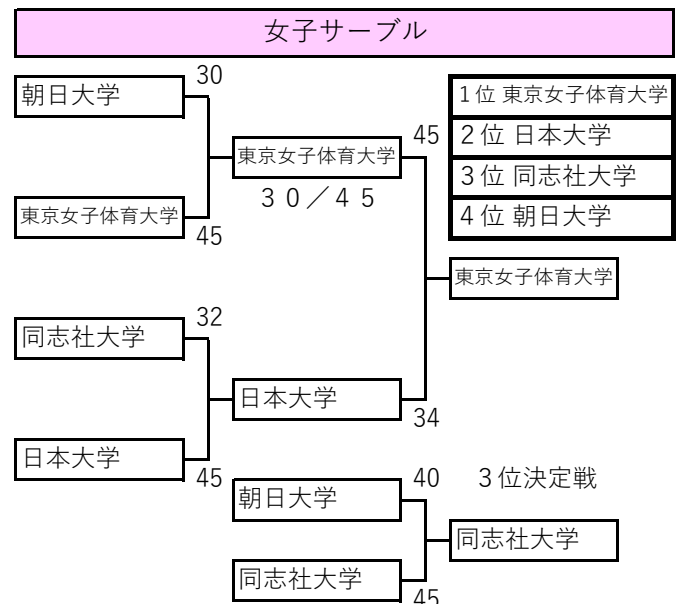 女子サーブル
朝日大学
30
東京女子体育大学
45
東京女子体育大学
３０／４５
45
1位 東京女子体育大学
2位 日本大学
3位 同志社大学
4位 朝日大学
東京女子体育大学
同志社大学
32
日本大学
45
日本大学
34
３位決定戦
朝日大学
40
同志社大学
45
同志社大学